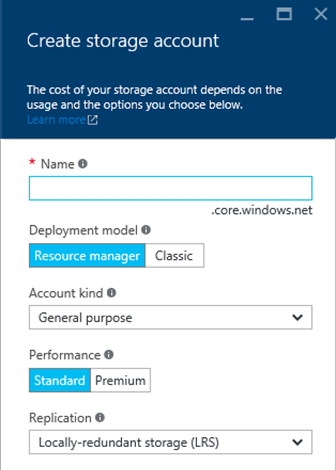 Create storage account
The cost of your storage account depends on the
usage and the options you choose below.
Learn more
* Name
.core.windows.net
Deployment model
Resource manager Classic
Account kind
General purpose
Performance
Standard Premium
Replication
Locally-redundant storage (LRS)